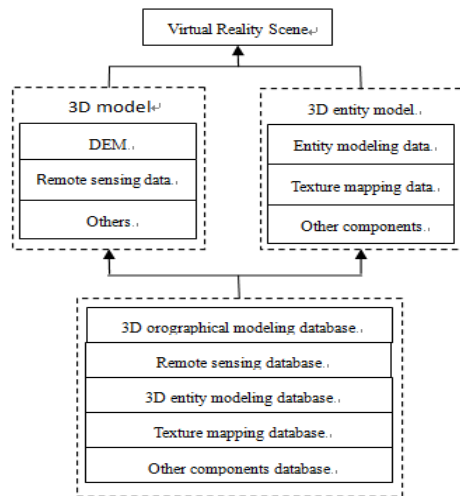 Virtual Reality Scene↵
3D model↵
DEM.
Remote sensing data.
Others.
3D entity model.
Entity modeling data.
Texture mapping data.
Other components.
3D orographical modeling database.
Remote sensing database.
3D entity modeling database.
Texture mapping database.
Other components database.